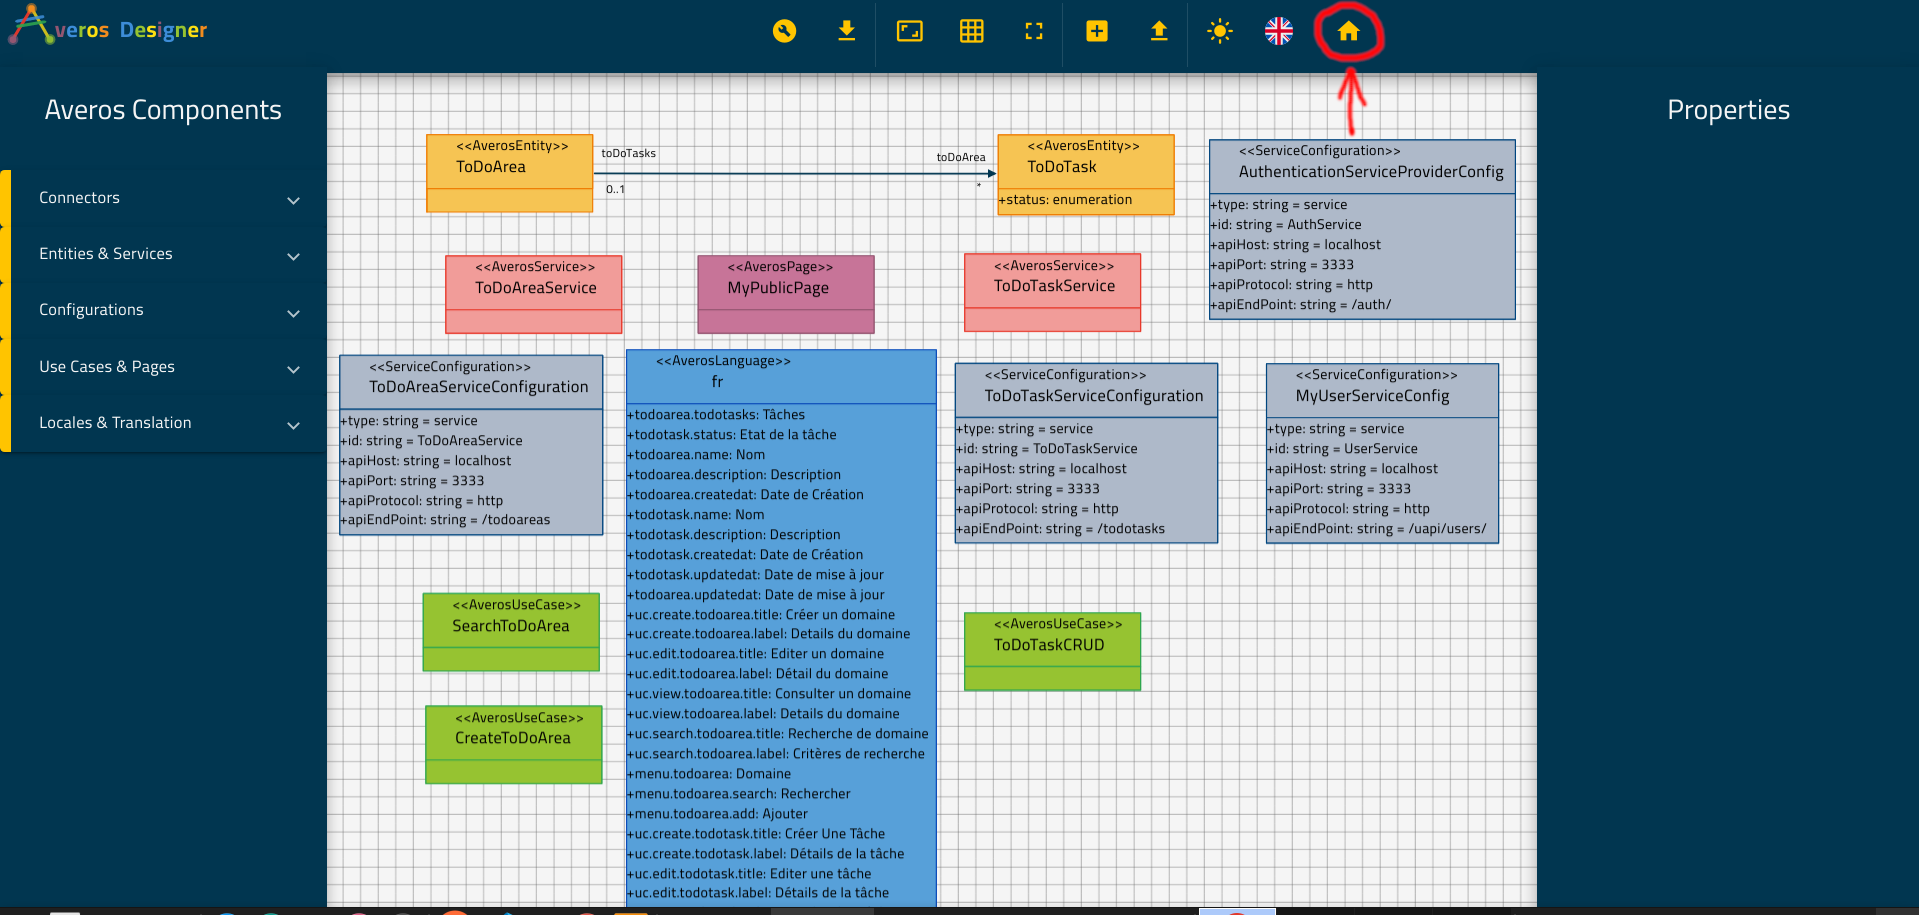 Averos Designer
Averos Components
Connectors
Entities & Services
Configurations
Use Cases & Pages
Locales & Translation
<<AverosEntity>>
ToDoArea
toDoTasks
0..1
toDoArea
*
<<AverosEntity>>
ToDoTask
+status: enumeration
<<ServiceConfiguration>>
AuthenticationServiceProviderConfig
+type: string = service
+id: string = AuthService
+apiHost: string = localhost
+apiPort: string = 3333
+apiProtocol: string = http
+apiEndPoint: string = /auth/
<<AverosService>>
ToDoAreaService
<<AverosPage>>
MyPublicPage
<<AverosService>>
ToDoTaskService
<<ServiceConfiguration>>
ToDoAreaServiceConfiguration
+type: string = service
+id: string = ToDoAreaService
+apiHost: string = localhost
+apiPort: string = 3333
+apiProtocol: string = http
+apiEndPoint: string = /todoareas
<<AverosLanguage>>
fr
+todoarea.todotasks: Tâches
+todotask.status: Etat de la tâche
+todoarea.name: Nom
+todoarea.description: Description
+todoarea.createdat: Date de Création
+todotask.name: Nom
+todotask.description: Description
+todotask.createdat: Date de Création
+todotask.updatedat: Date de mise à jour
+todoarea.updatedat: Date de mise à jour
+uc.create.todoarea.title: Créer un domaine
+uc.create.todoarea.label: Details du domaine
+uc.edit.todoarea.title: Editer un domaine
+uc.edit.todoarea.label: Détail du domaine
+uc.view.todoarea.title: Consulter un domaine
+uc.view.todoarea.label: Details du domaine
+uc.search.todoarea.title: Recherche de domaine
+uc.search.todoarea.label: Critères de recherche
+menu.todoarea: Domaine
+menu.todoarea.search: Rechercher
+menu.todoarea.add: Ajouter
+uc.create.todotask.title: Créer Une Tâche
+uc.create.todotask.label: Détails de la tâche
+uc.edit.todotask.title: Editer une tâche
+uc.edit.todotask.label: Détails de la tâche
<<ServiceConfiguration>>
ToDoTaskServiceConfiguration
+type: string = service
+id: string = ToDoTaskService
+apiHost: string = localhost
+apiPort: string = 3333
+apiProtocol: string = http
+apiEndPoint: string = /todotasks
<<ServiceConfiguration>>
MyUserServiceConfig
+type: string = service
+id: string = UserService
+apiHost: string = localhost
+apiPort: string = 3333
+apiProtocol: string = http
+apiEndPoint: string = /uapi/users/
<<AverosUseCase>>
SearchToDoArea
<<AverosUseCase>>
CreateToDoArea
<<AverosUseCase>>
ToDoTaskCRUD
Properties